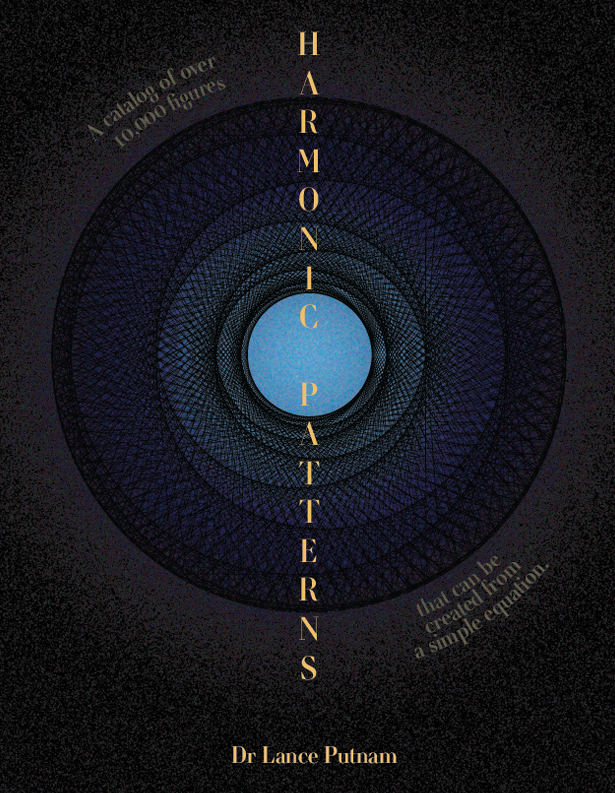 A catalog of over
10,000 figures
HARMONIC PATTERNS
that can be
created from
a simple equation.
Dr Lance Putnam